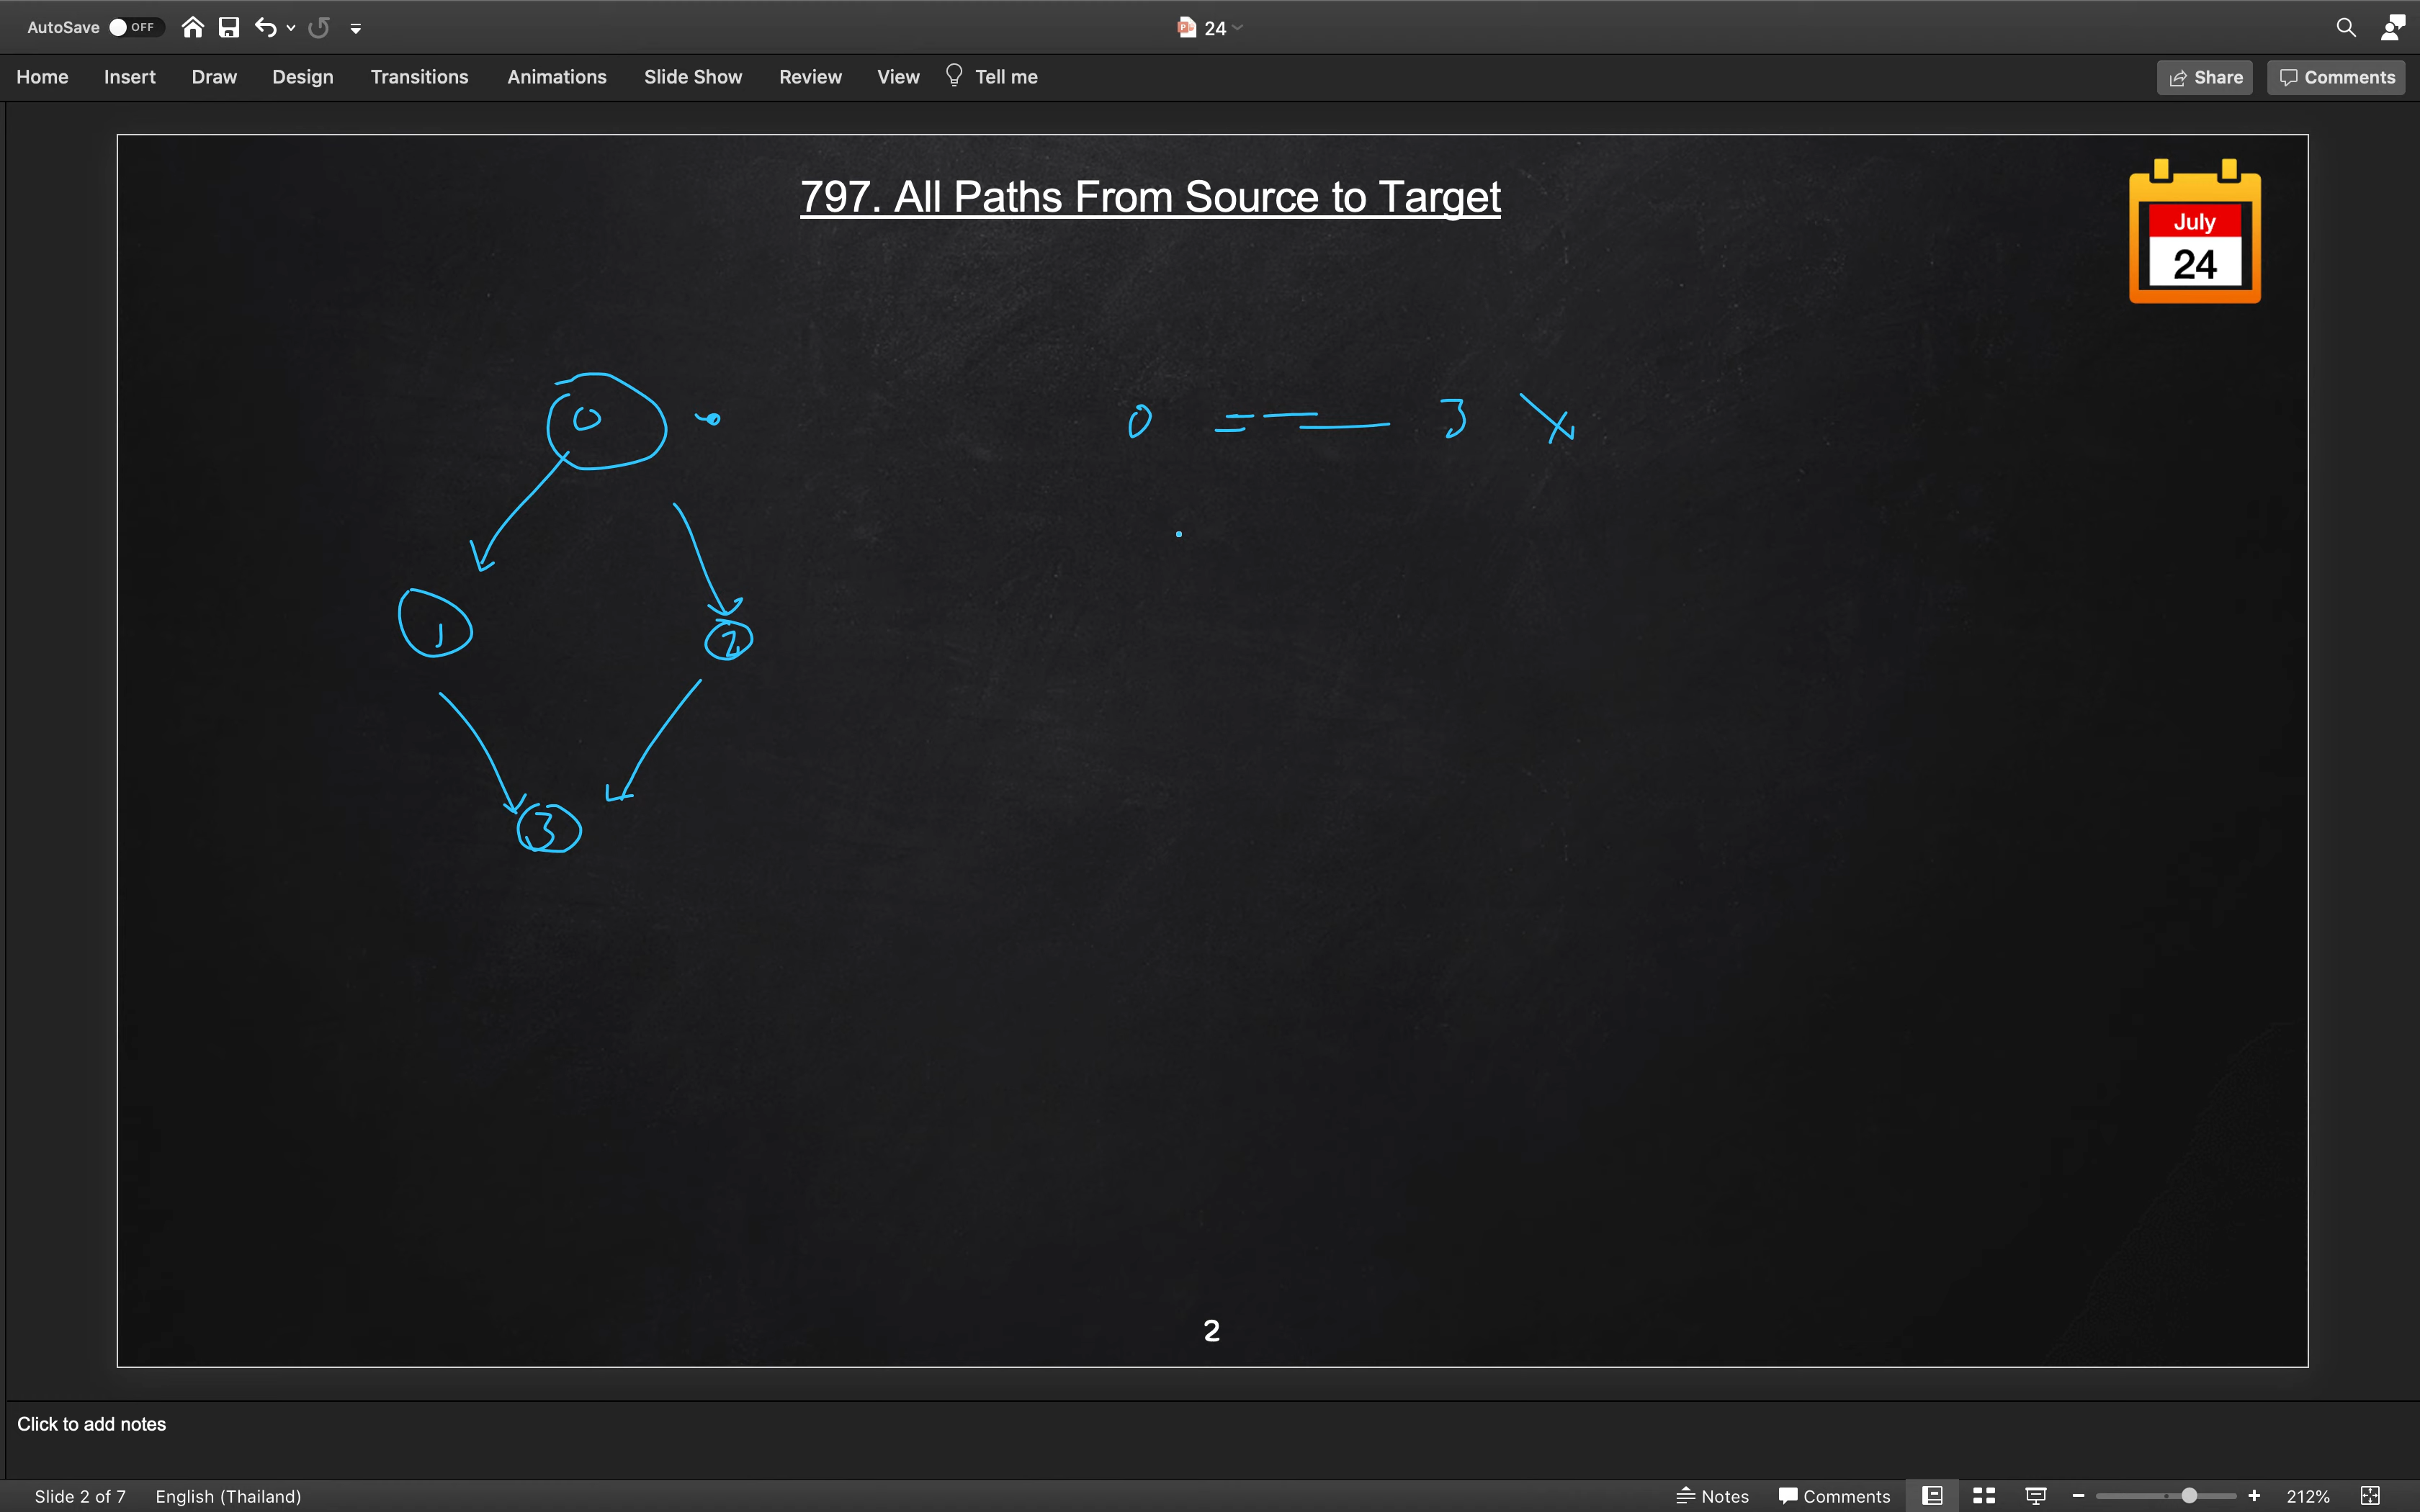 AutoSave OFF 24
Home Insert Draw Design Transitions Animations Slide Show Review View Tell me Share Comments
797. All Paths From Source to Target
July
24
0
0 == 3 X
1
2
3
2
Click to add notes
Slide 2 of 7 English (Thailand) Notes Comments 212%